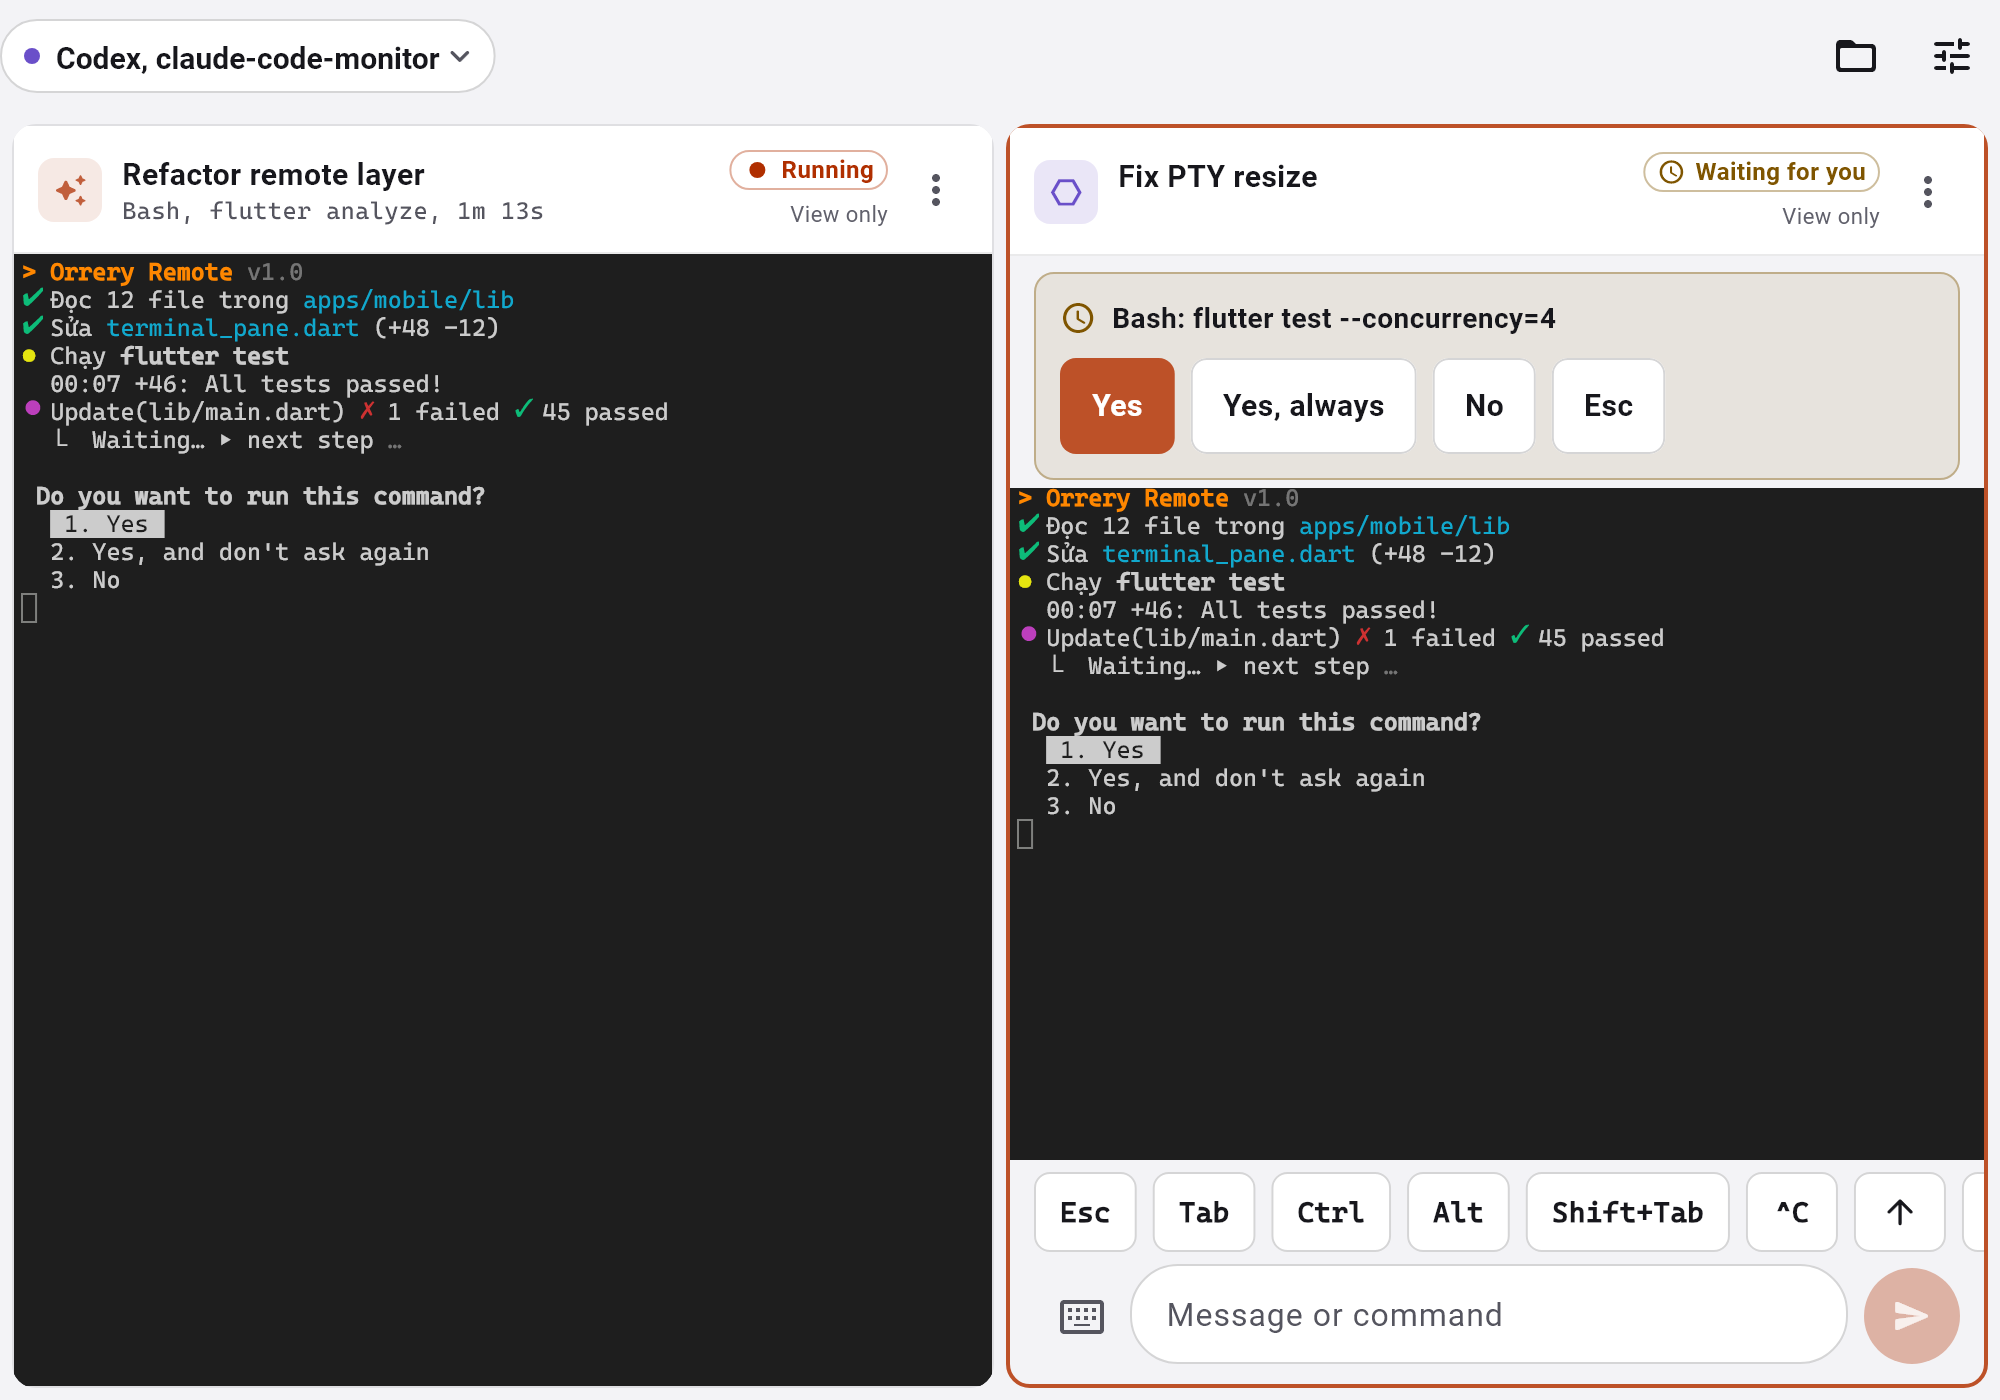 Codex, claude-code-monitor
Refactor remote layer
Running
Bash, flutter analyze, 1m 13s
View only
> Orrery Remote v1.0
✔ Đọc 12 file trong apps/mobile/lib
✔ Sửa terminal_pane.dart (+48 -12)
● Chạy flutter test
00:07 +46: All tests passed!
● Update(lib/main.dart) ✗ 1 failed ✓ 45 passed
└ Waiting… ▶ next step …
Do you want to run this command?
1. Yes
2. Yes, and don't ask again
3. No
Fix PTY resize
Waiting for you
View only
Bash: flutter test --concurrency=4
Yes
Yes, always
No
Esc
> Orrery Remote v1.0
✔ Đọc 12 file trong apps/mobile/lib
✔ Sửa terminal_pane.dart (+48 -12)
● Chạy flutter test
00:07 +46: All tests passed!
● Update(lib/main.dart) ✗ 1 failed ✓ 45 passed
└ Waiting… ▶ next step …
Do you want to run this command?
1. Yes
2. Yes, and don't ask again
3. No
Esc
Tab
Ctrl
Alt
Shift+Tab
^C
↑
Message or command